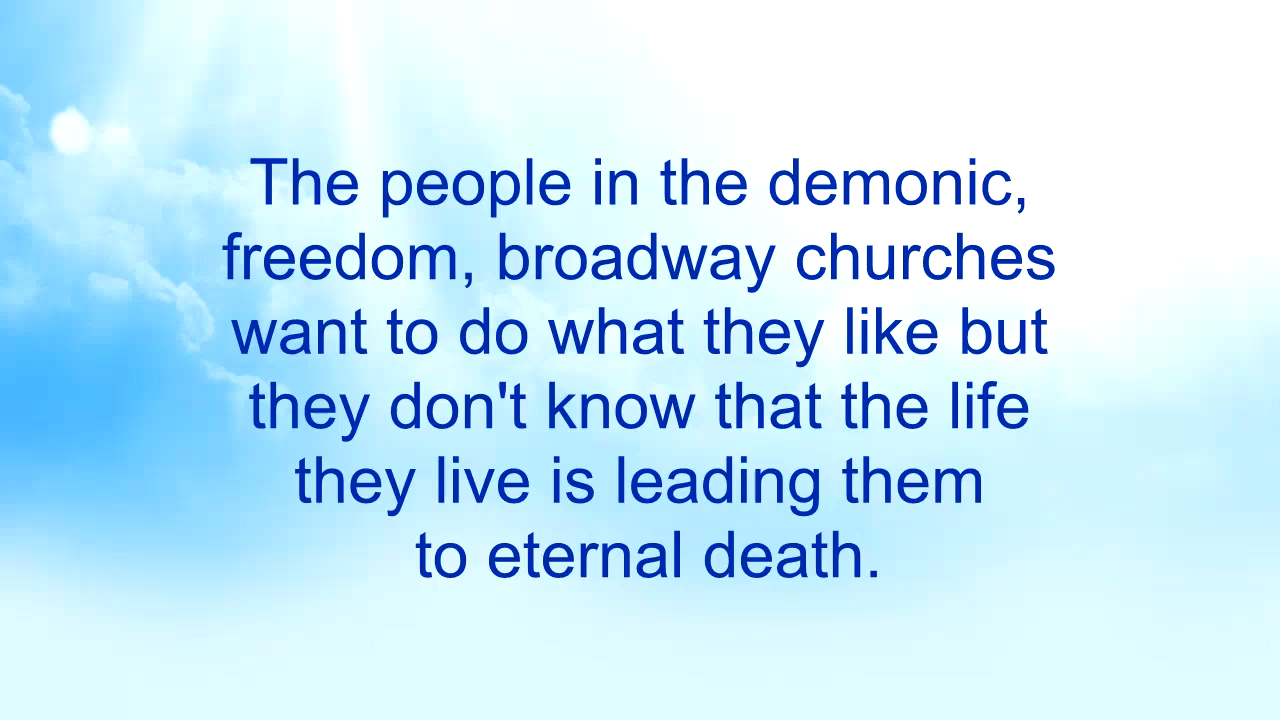 The people in the demonic,
freedom, broadway churches
want to do what they like but
they don't know that the life
they live is leading them
to eternal death.